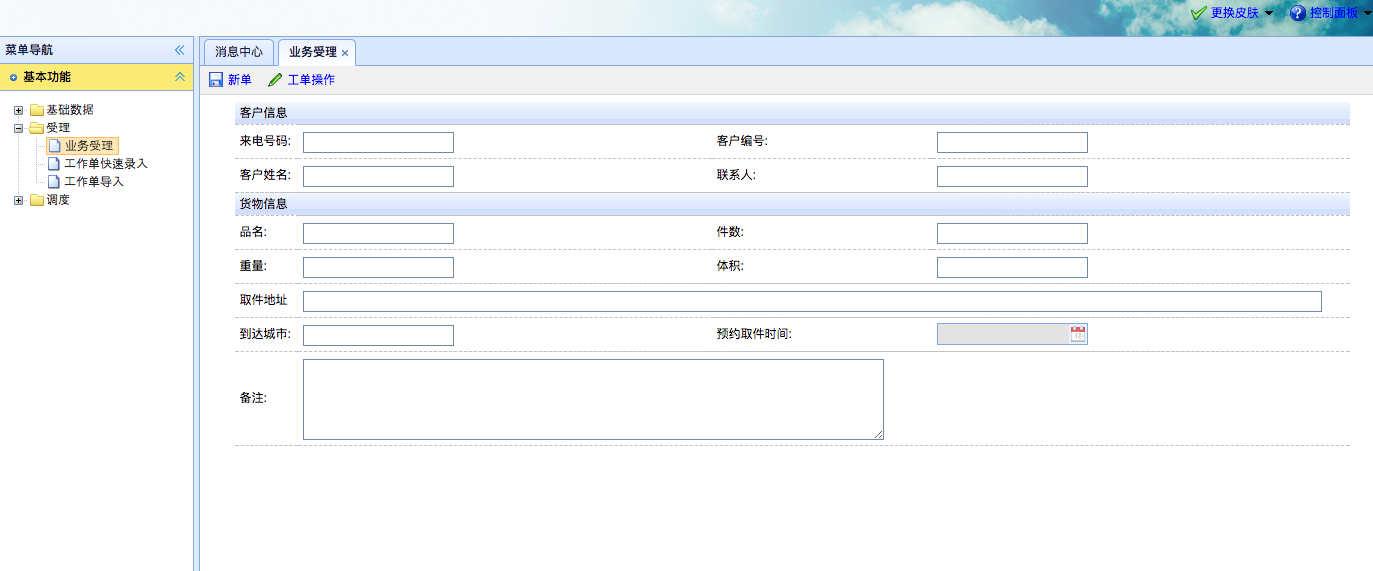 更换皮肤 控制面板
菜单导航
基本功能
基础数据
受理
业务受理
工作单快速录入
工作单导入
调度
消息中心 业务受理
新单 工单操作
客户信息
来电号码: 客户编号:
客户姓名: 联系人:
货物信息
品名: 件数:
重量: 体积:
取件地址
到达城市: 预约取件时间:
备注: